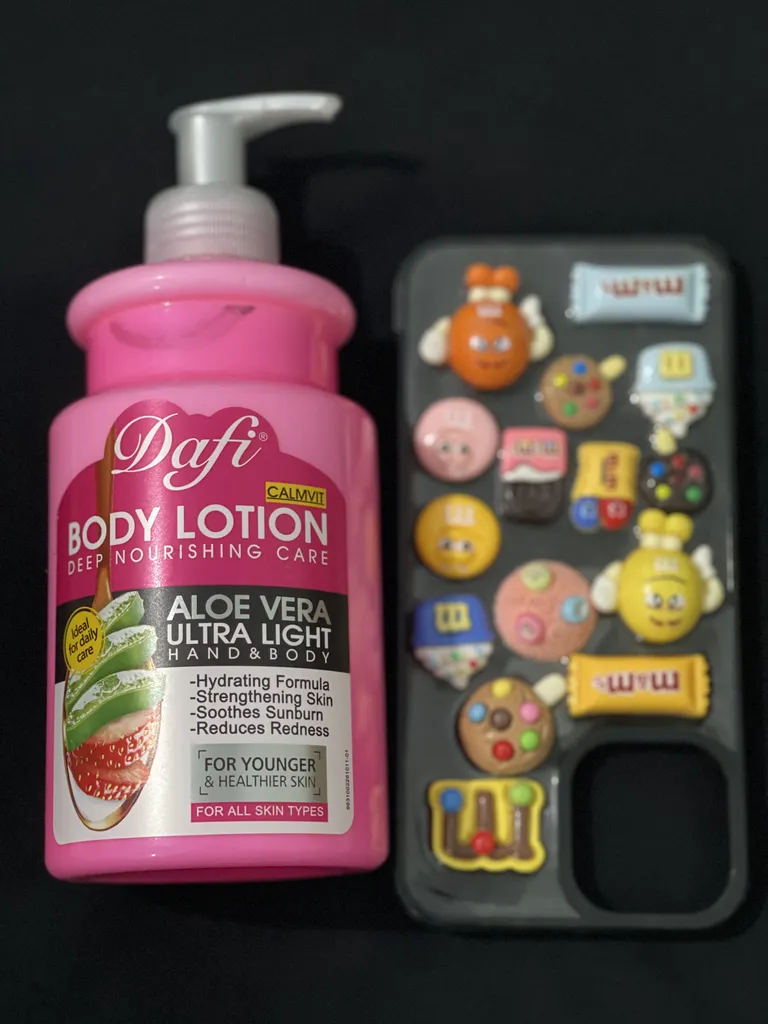 Dafi®
CALMVIT
BODY LOTION
DEEP NOURISHING CARE
Ideal
for daily
care
ALOE VERA
ULTRA LIGHT
HAND & BODY
-Hydrating Formula
-Strengthening Skin
-Soothes Sunburn
-Reduces Redness
FOR YOUNGER
& HEALTHIER SKIN
FOR ALL SKIN TYPES
m&m's
m&m's